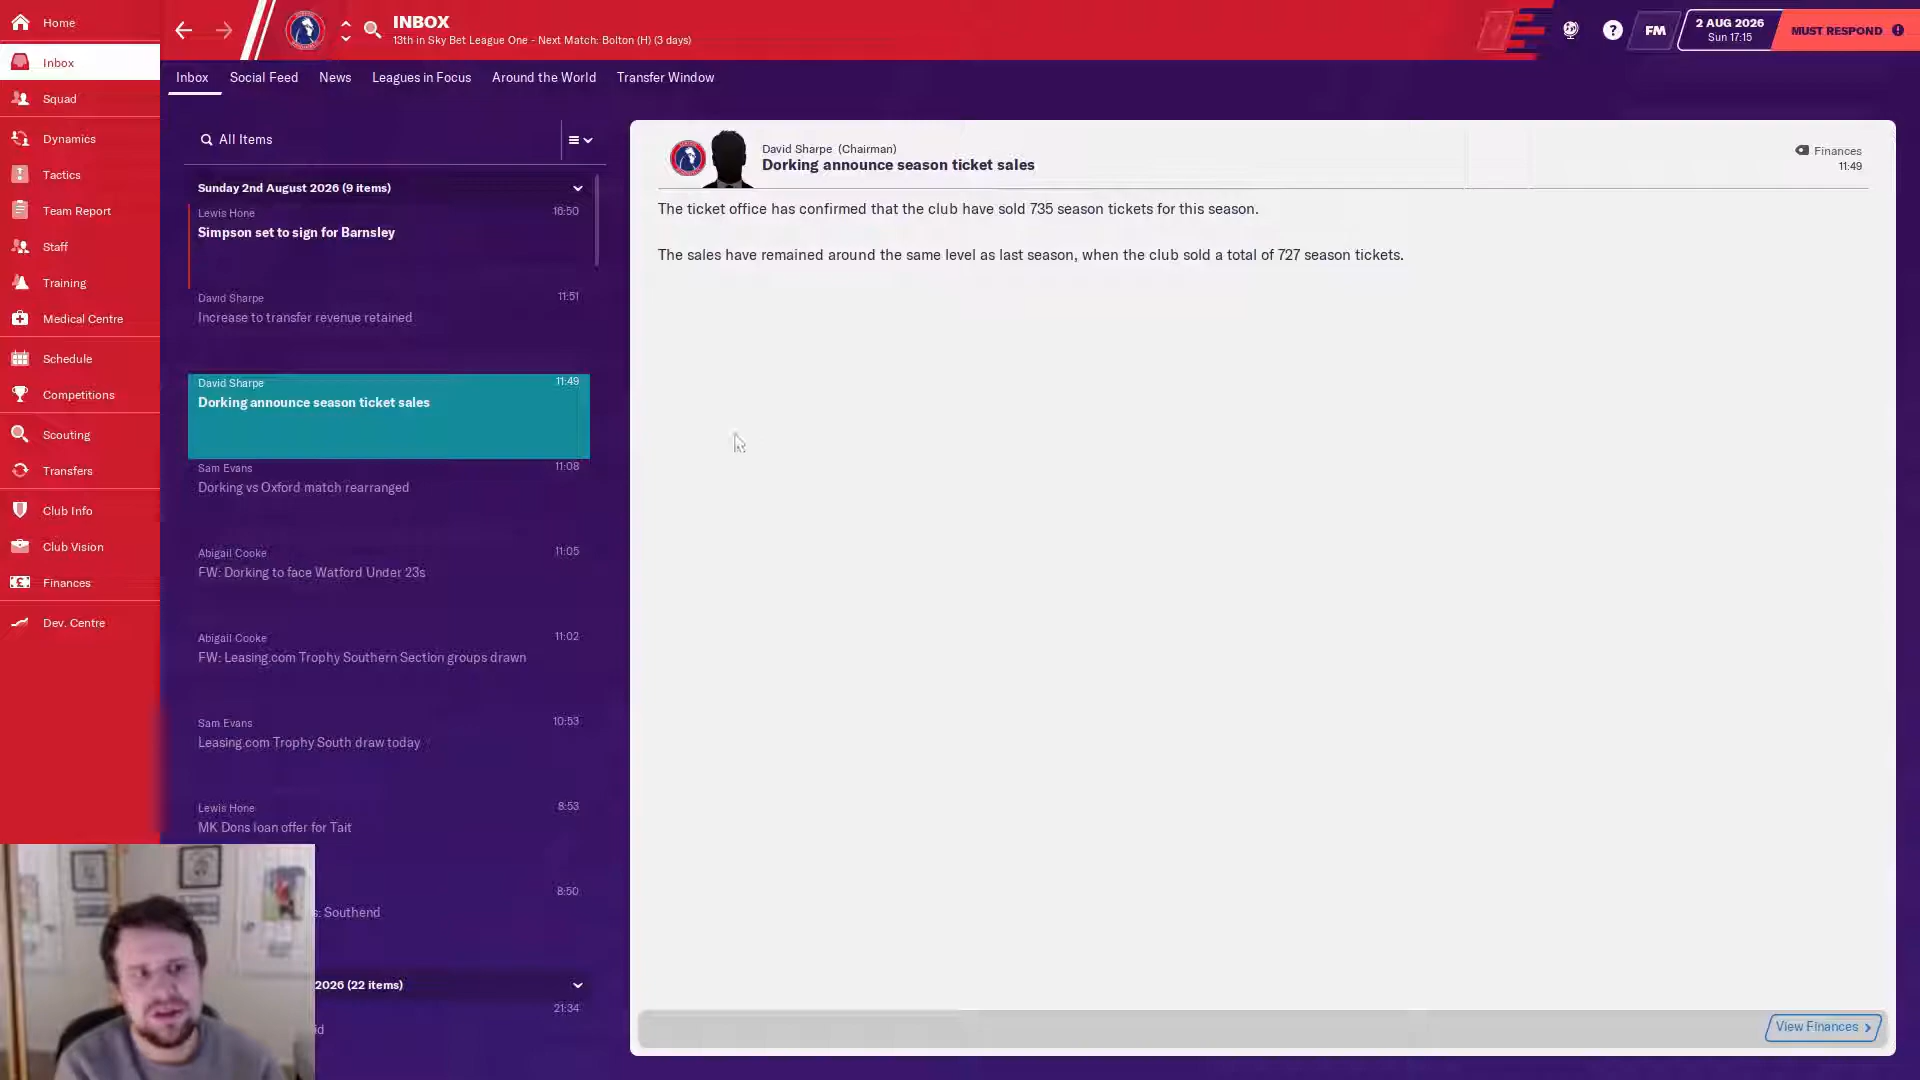 Home
Inbox
Squad
Dynamics
Tactics
Team Report
Staff
Training
Medical Centre
Schedule
Competitions
Scouting
Transfers
Club Info
Club Vision
Finances
Dev. Centre
INBOX
13th in Sky Bet League One - Next Match: Bolton (H) (3 days)
?
FM
2 AUG 2026
Sun 17:15
MUST RESPOND
Inbox
Social Feed
News
Leagues in Focus
Around the World
Transfer Window
All Items
Sunday 2nd August 2026 (9 items)
Lewis Hone 16:50
Simpson set to sign for Barnsley
David Sharpe 11:51
Increase to transfer revenue retained
David Sharpe 11:49
Dorking announce season ticket sales
Sam Evans 11:08
Dorking vs Oxford match rearranged
Abigail Cooke 11:05
FW: Dorking to face Watford Under 23s
Abigail Cooke 11:02
FW: Leasing.com Trophy Southern Section groups drawn
Sam Evans 10:53
Leasing.com Trophy South draw today
Lewis Hone 8:53
MK Dons loan offer for Tait
8:50
s: Southend
2026 (22 items)
21:34
id
David Sharpe (Chairman)
Dorking announce season ticket sales
Finances
11:49
The ticket office has confirmed that the club have sold 735 season tickets for this season.
The sales have remained around the same level as last season, when the club sold a total of 727 season tickets.
View Finances